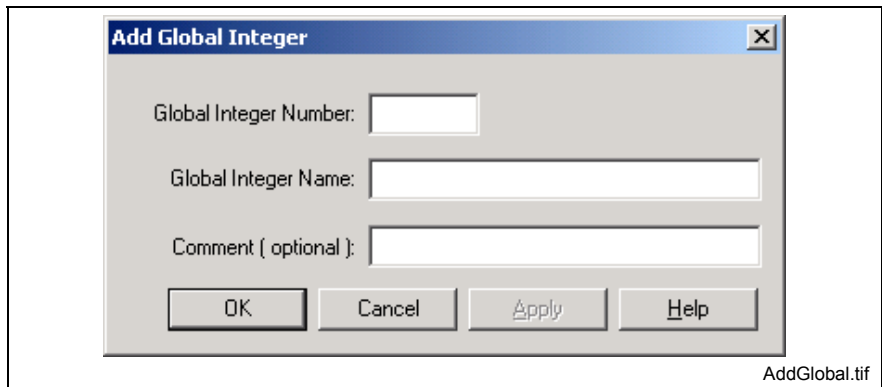 Add Global Integer
Global Integer Number:
Global Integer Name:
Comment ( optional ):
OK Cancel Apply Help
AddGlobal.tif